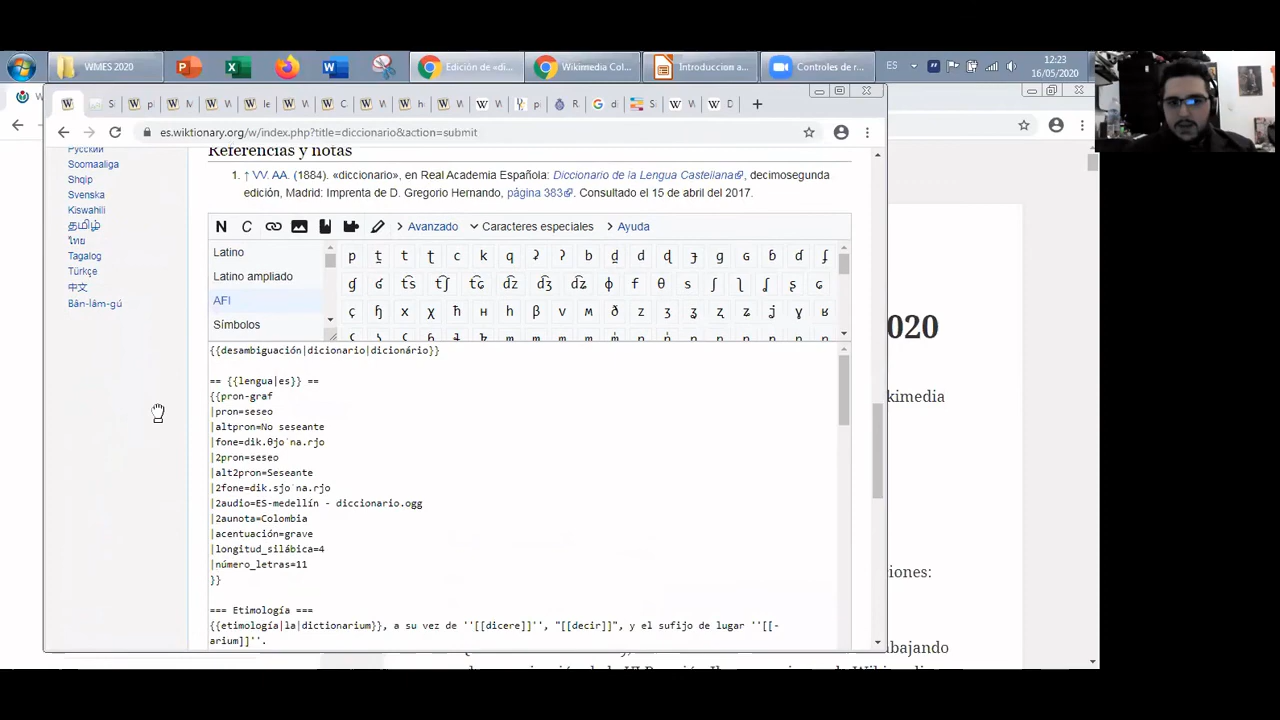 WMES 2020
Edición de «di...
Wikimedia Col...
Introduccion a...
Controles de r...
ES
12:23
16/05/2020
es.wiktionary.org/w/index.php?title=diccionario&action=submit
Русский
Soomaaliga
Shqip
Svenska
Kiswahili
தமிழ்
ไทย
Tagalog
Türkçe
中文
Bân-lâm-gú
Referencias y notas
1. ↑ VV. AA. (1884). «diccionario», en Real Academia Española: Diccionario de la Lengua Castellana, decimosegunda
edición, Madrid: Imprenta de D. Gregorio Hernando, página 383. Consultado el 15 de abril del 2017.
N C Avanzado Caracteres especiales Ayuda
Latino
Latino ampliado
AFI
Símbolos
p t̪ t ʈ c k q ʡ ʔ b d̪ d ɖ ɟ ɡ ɢ ɓ ɗ ʄ
ɠ ʛ t͡s t͡ʃ t͡ɕ d͡z d͡ʒ d͡ʑ ɸ f θ s ʃ ʅ ʆ ʂ ɕ
ç ɧ x χ ħ ʜ h β v ʍ ð z ʒ ʓ ʐ ʑ ʝ ɣ ʁ
{{desambiguación|dicionario|dicionário}}
== {{lengua|es}} ==
{{pron-graf
|pron=seseo
|altpron=No seseante
|fone=dik.θjoˈna.rjo
|2pron=seseo
|alt2pron=Seseante
|2fone=dik.sjoˈna.rjo
|2audio=ES-medellín - diccionario.ogg
|2aunota=Colombia
|acentuación=grave
|longitud_silábica=4
|número_letras=11
}}
=== Etimología ===
{{etimología|la|dictionarium}}, a su vez de ''[[dicere]]'', "[[decir]]", y el sufijo de lugar ''[[-
arium]]''.
2020
kimedia
iones:
abajando